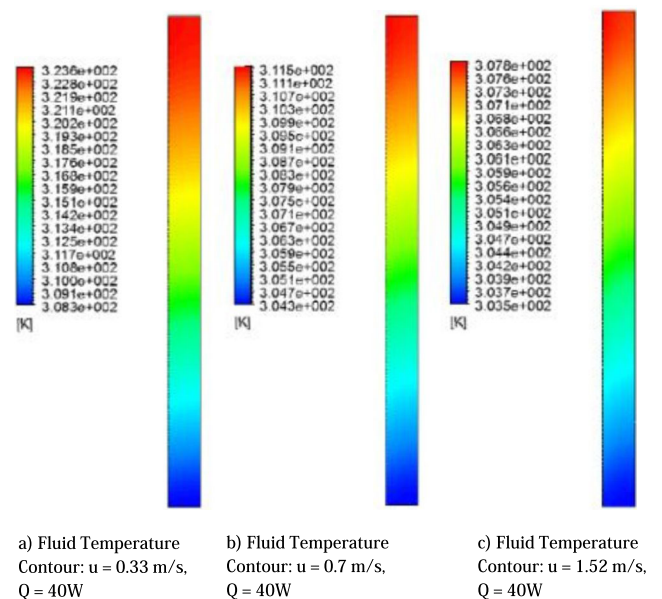 3.236e+002
3.228e+002
3.219e+002
3.211e+002
3.202e+002
3.193e+002
3.185e+002
3.176e+002
3.168e+002
3.159e+002
3.151e+002
3.142e+002
3.134e+002
3.125e+002
3.117e+002
3.108e+002
3.100e+002
3.091e+002
3.083e+002
[K]
3.115e+002
3.111e+002
3.107e+002
3.103e+002
3.099e+002
3.095e+002
3.091e+002
3.087e+002
3.083e+002
3.079e+002
3.075e+002
3.071e+002
3.067e+002
3.063e+002
3.059e+002
3.055e+002
3.051e+002
3.047e+002
3.043e+002
[K]
3.078e+002
3.076e+002
3.073e+002
3.071e+002
3.068e+002
3.066e+002
3.063e+002
3.061e+002
3.059e+002
3.056e+002
3.054e+002
3.051e+002
3.049e+002
3.047e+002
3.044e+002
3.042e+002
3.039e+002
3.037e+002
3.035e+002
[K]
a) Fluid Temperature
Contour: u = 0.33 m/s,
Q = 40W
b) Fluid Temperature
Contour: u = 0.7 m/s,
Q = 40W
c) Fluid Temperature
Contour: u = 1.52 m/s,
Q = 40W